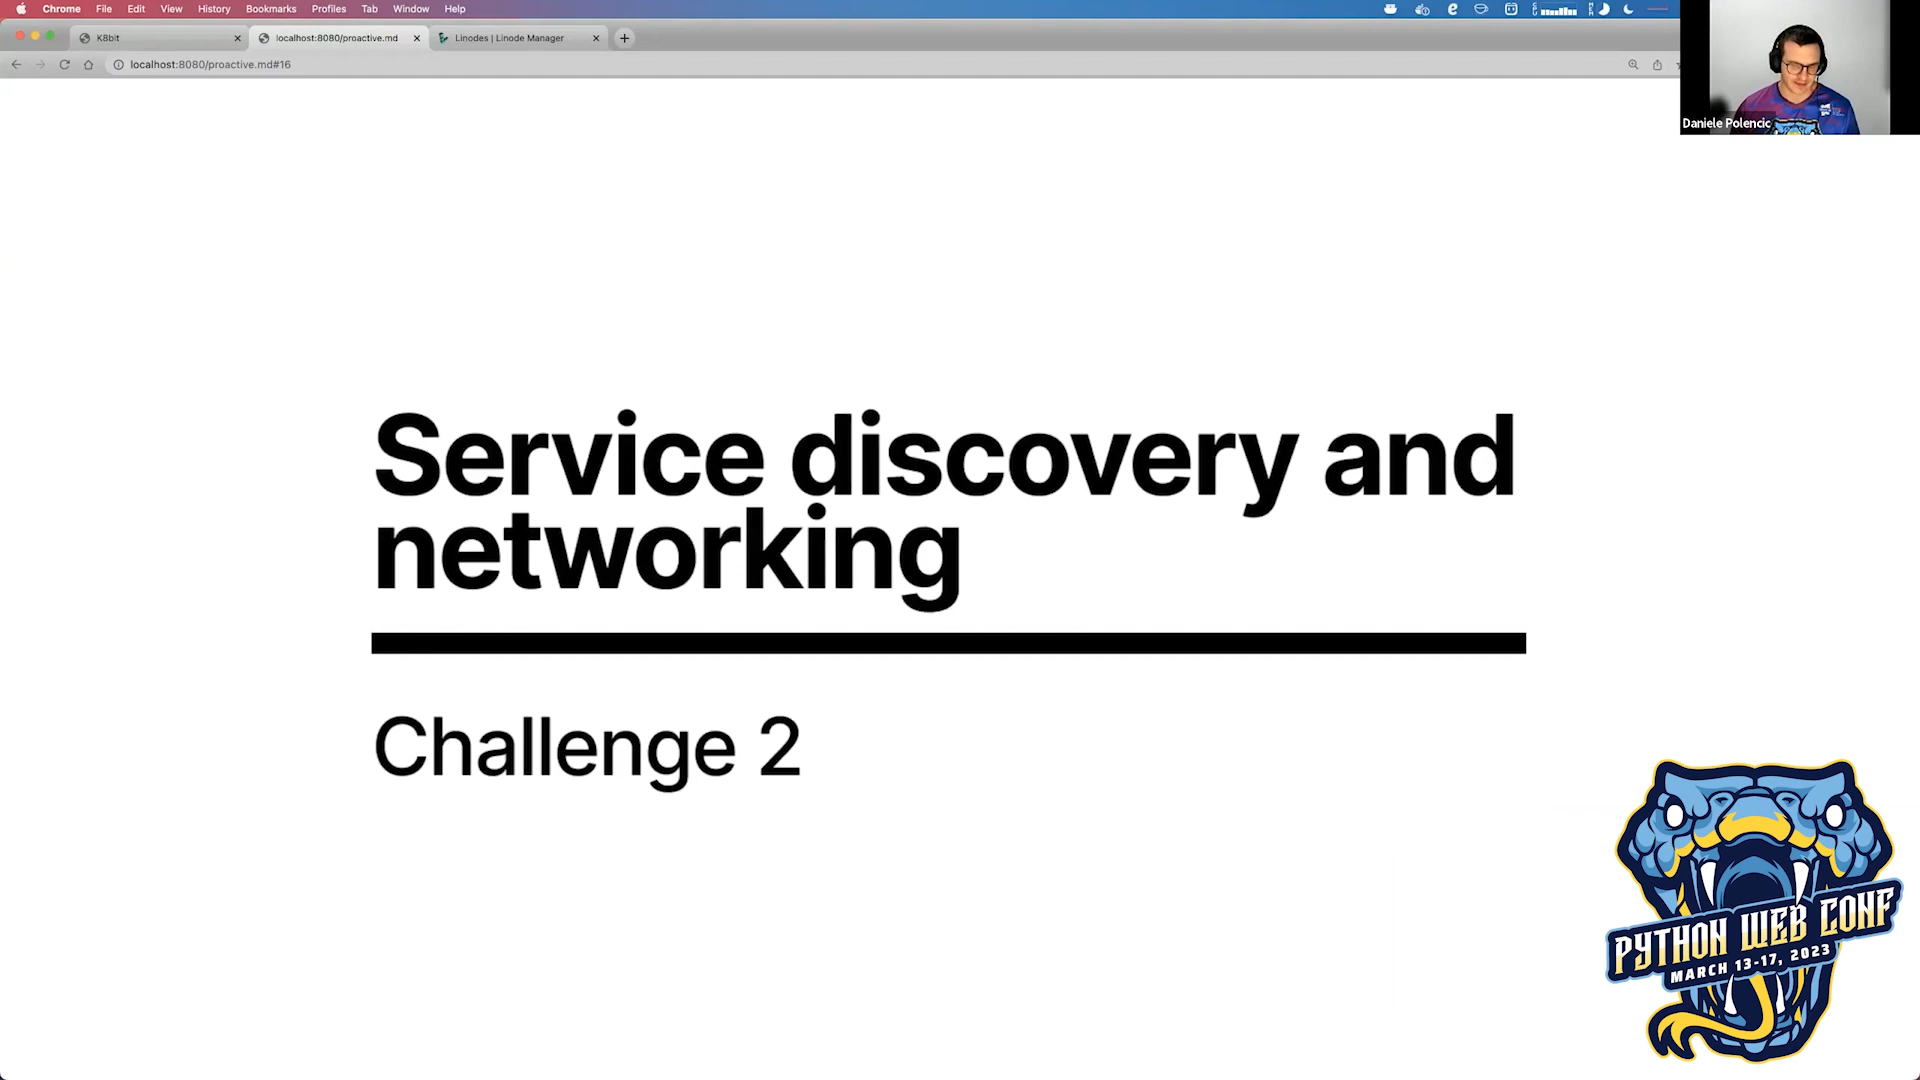 Chrome File Edit View History Bookmarks Profiles Tab Window Help
K8bit
localhost:8080/proactive.md
Linodes | Linode Manager
localhost:8080/proactive.md#16
Daniele Polencic
Service discovery and
networking
Challenge 2
PYTHON WEB CONF
MARCH 13-17, 2023